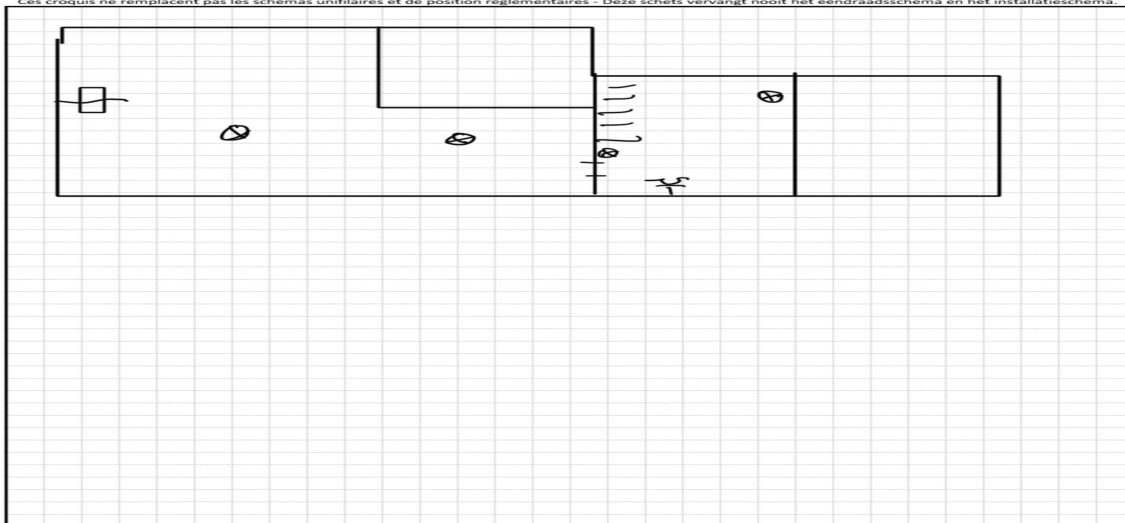 Ces croquis ne remplacent pas les schémas unifilaires et de position réglementaires - Deze schets vervangt nooit het eendraadsschema en het installatieschema.